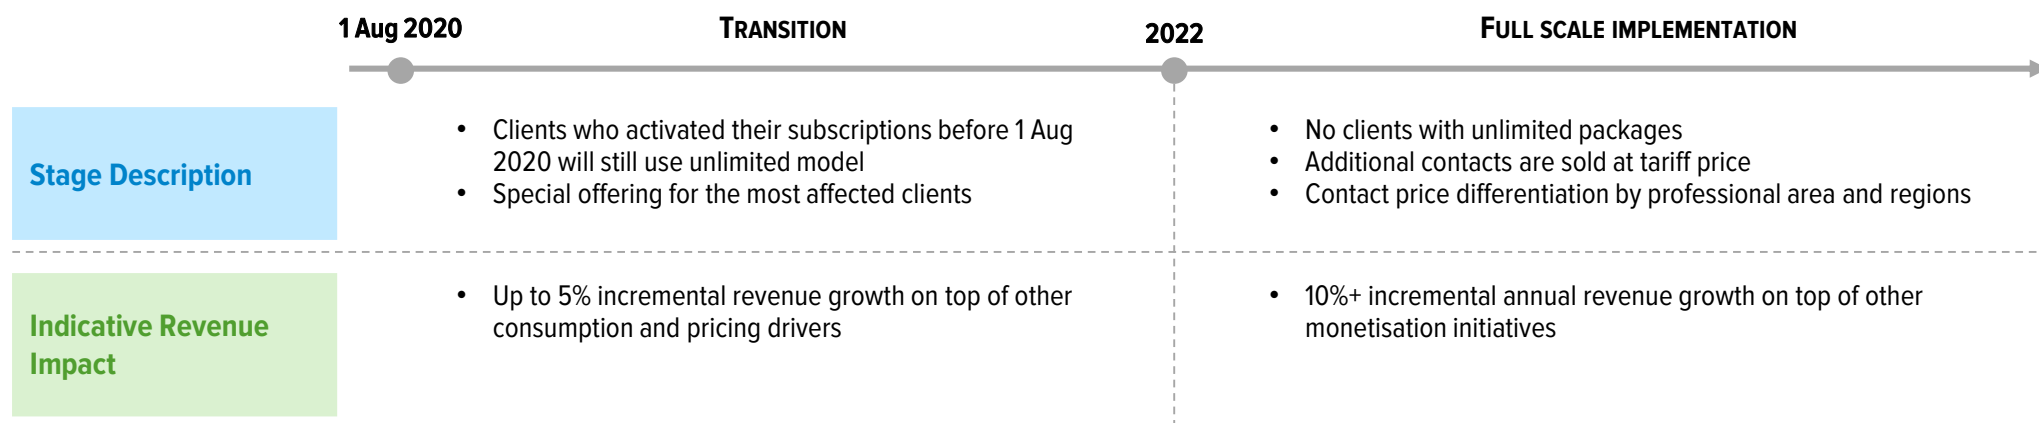 1 Aug 2020
TRANSITION
2022
FULL SCALE IMPLEMENTATION
Stage Description
• Clients who activated their subscriptions before 1 Aug
2020 will still use unlimited model
• Special offering for the most affected clients
• No clients with unlimited packages
• Additional contacts are sold at tariff price
• Contact price differentiation by professional area and regions
Indicative Revenue
Impact
• Up to 5% incremental revenue growth on top of other
consumption and pricing drivers
• 10%+ incremental annual revenue growth on top of other
monetisation initiatives